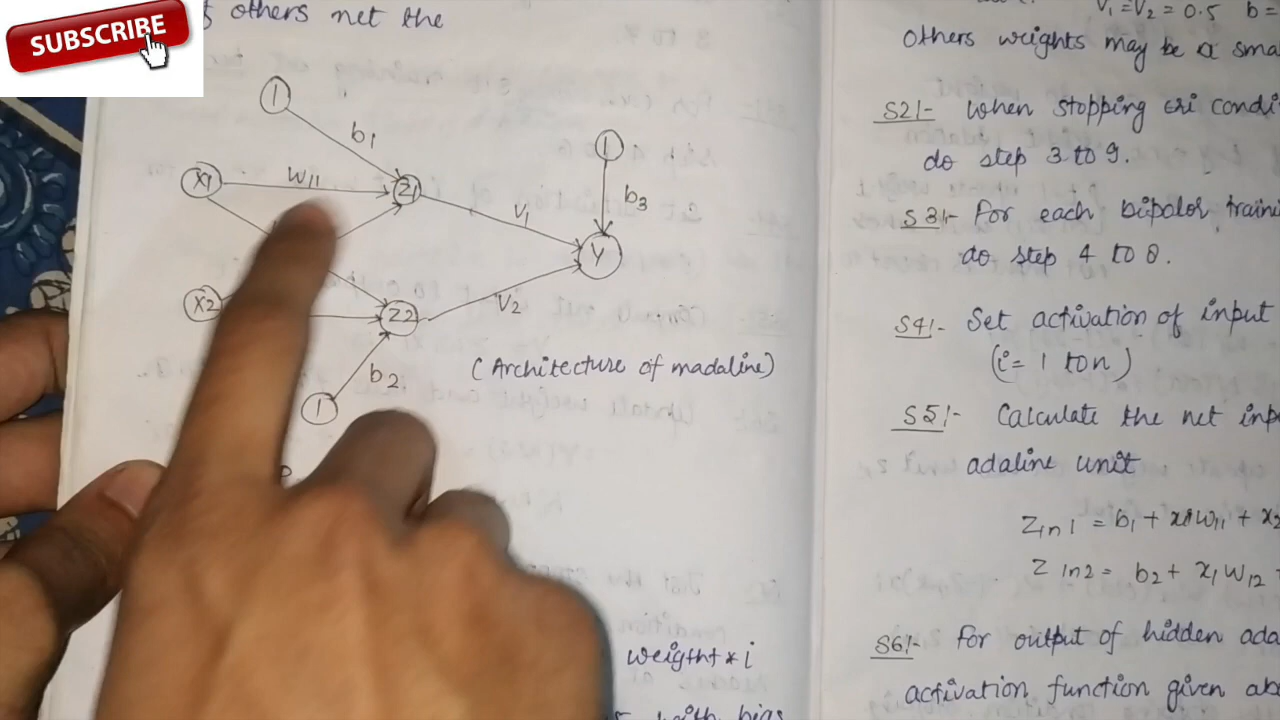 SUBSCRIBE
others net the
1
b1
x1
W11
Z1
V1
1
b3
Y
x2
Z2
V2
b2
1
(Architecture of madaline)
weigtht * i
with bias
V1 = V2 = 0.5 b =
others weights may be a sma
S2:- when stopping cri condi
do step 3 to 9.
S3:- for each bipolar traini
do step 4 to 8.
S4:- Set activation of input
(i = 1 to n)
S5:- Calculate the net inp
adaline unit
Zin1 = b1 + x1W11 + x2
Zin2 = b2 + x1W12 +
S6:- for output of hidden ada
activation function given ab